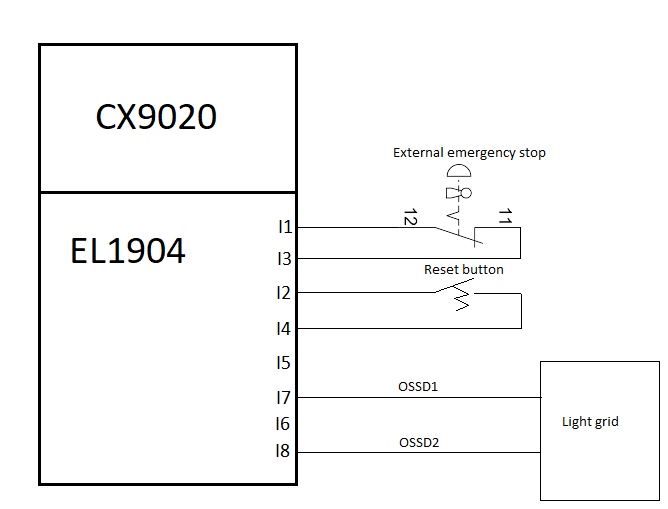 CX9020
External emergency stop
12
11
I1
EL1904
I3
Reset button
I2
I4
I5
OSSD1
I7
Light grid
I6
OSSD2
I8